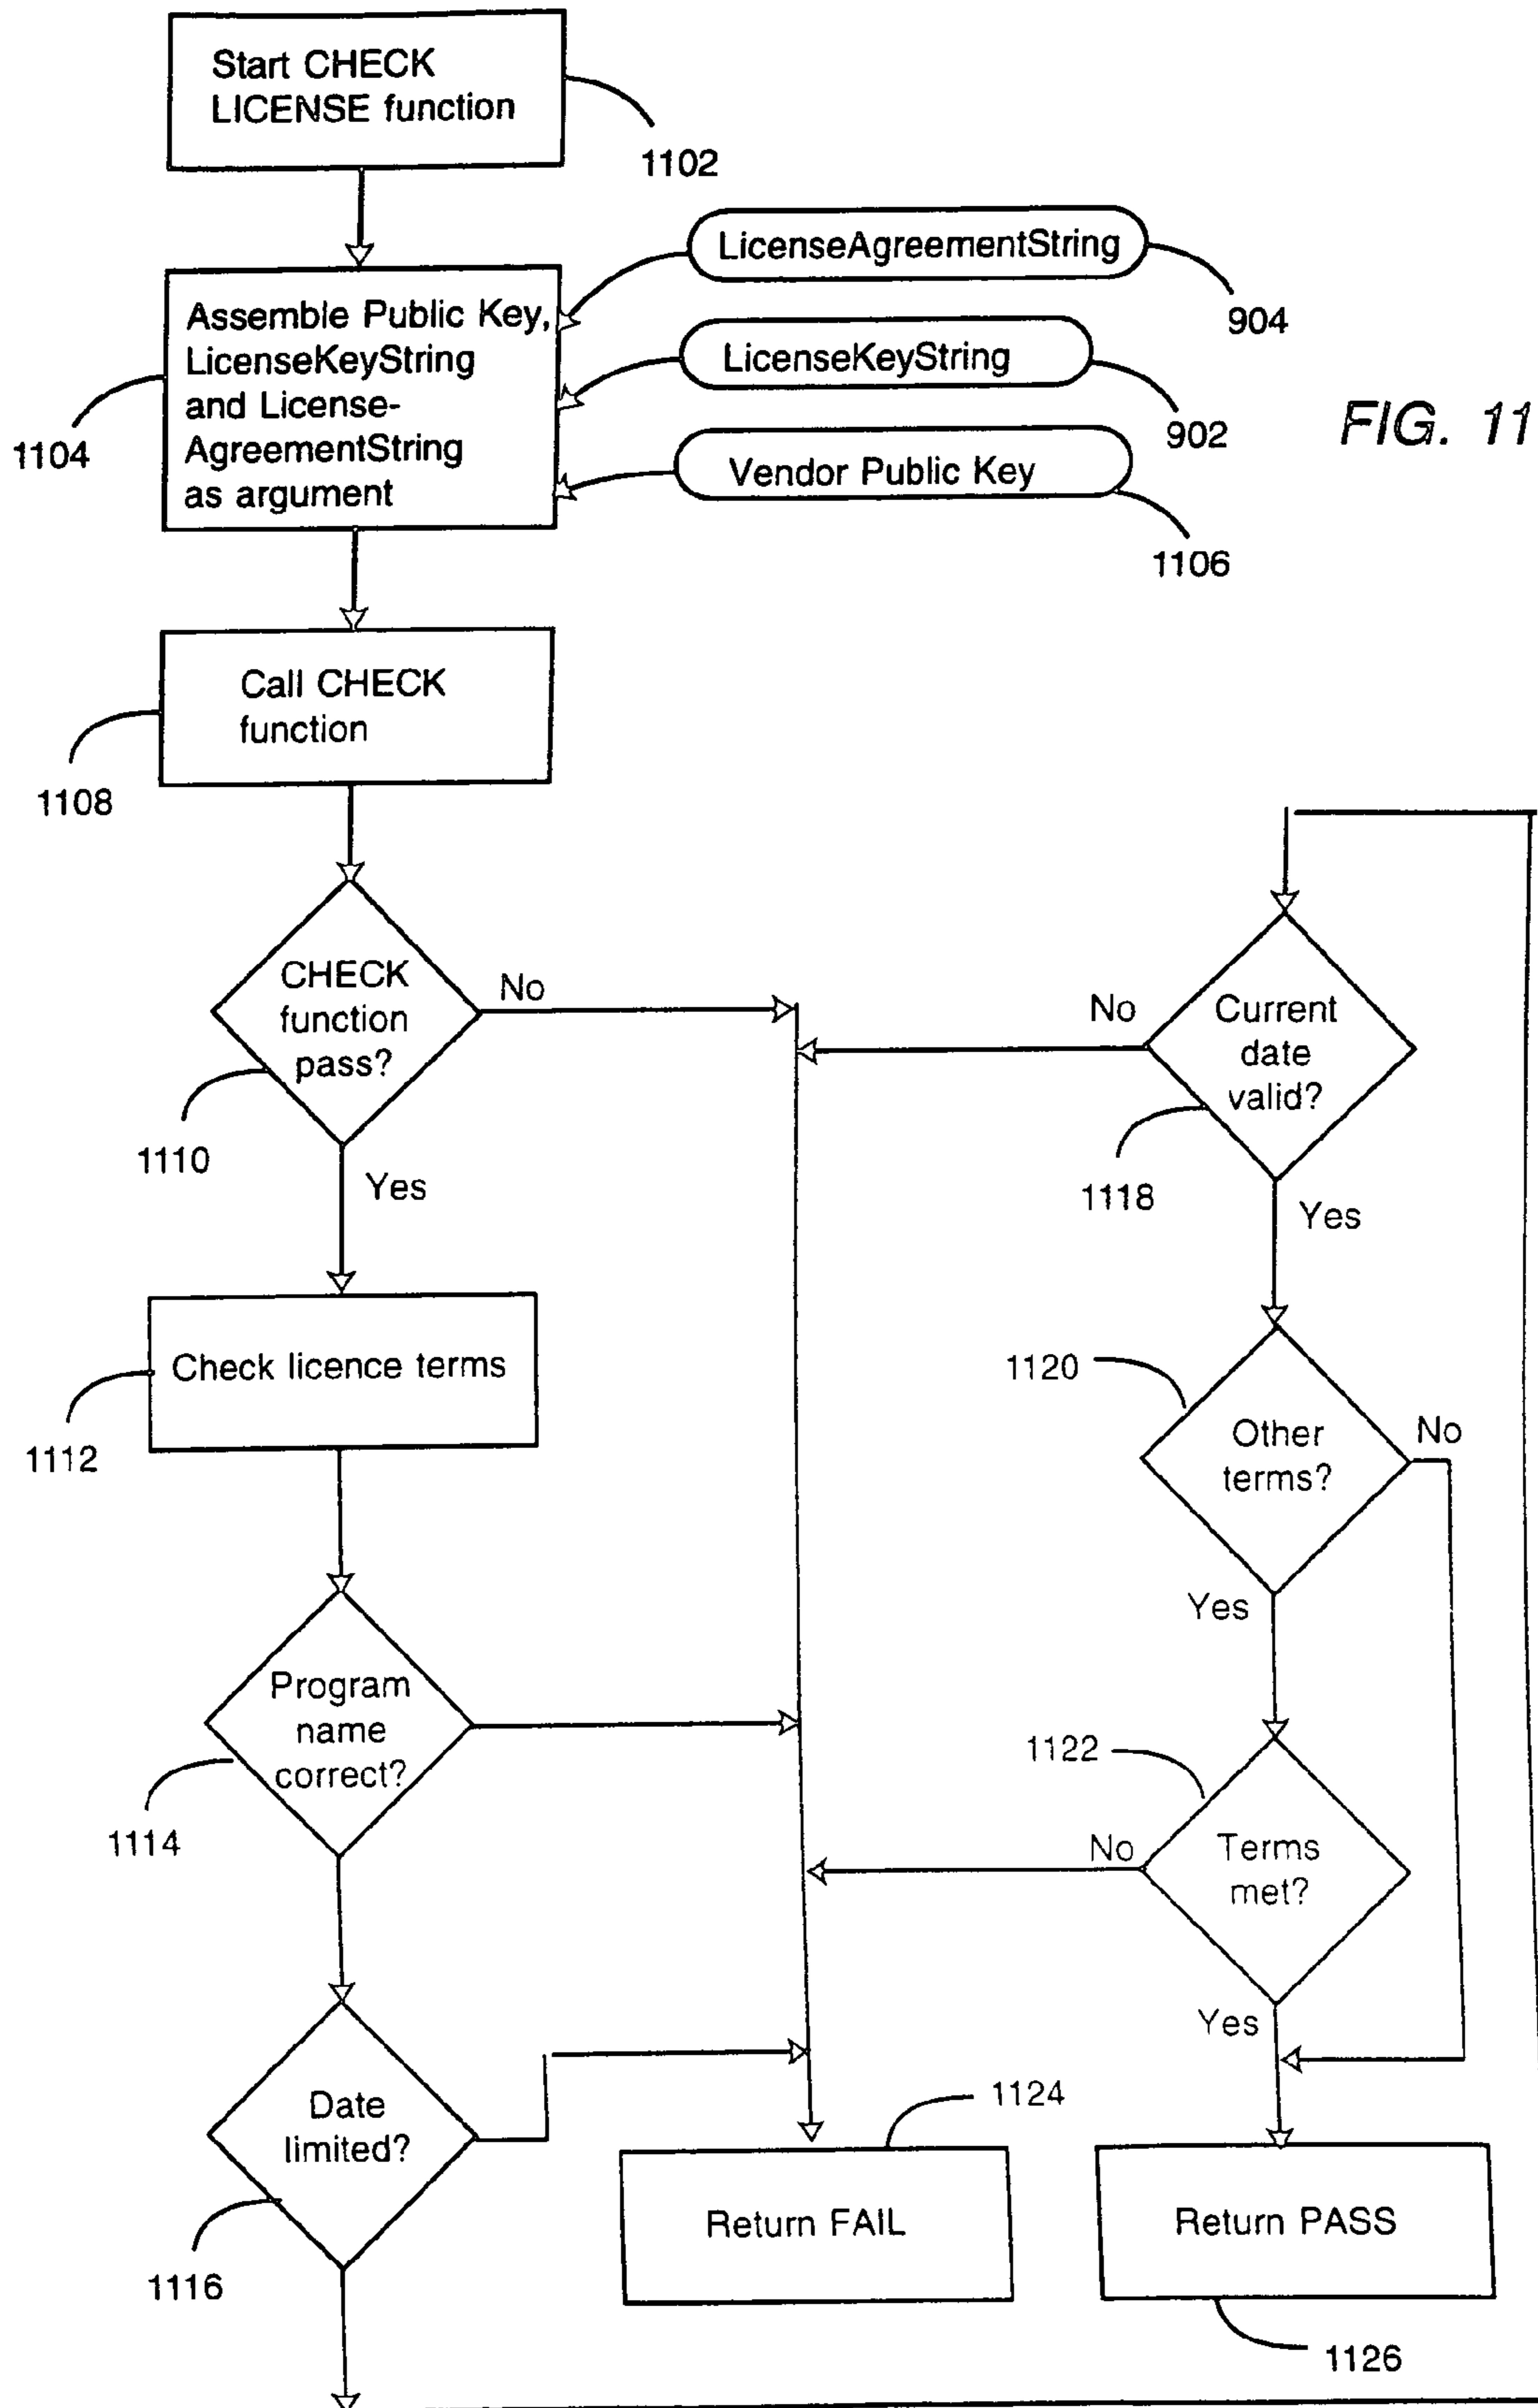 Start CHECK
LICENSE function
1102
LicenseAgreementString
904
Assemble Public Key,
LicenseKeyString
and License-
AgreementString
as argument
1104
LicenseKeyString
902
FIG. 11
Vendor Public Key
1106
Call CHECK
function
1108
CHECK
function
pass?
No
1110
Yes
No
Current
date
valid?
1118
Yes
Check licence terms
1112
1120
Other
terms?
No
Yes
Program
name
correct?
1114
1122
No
Terms
met?
Yes
Date
limited?
1116
1124
Return FAIL
Return PASS
1126